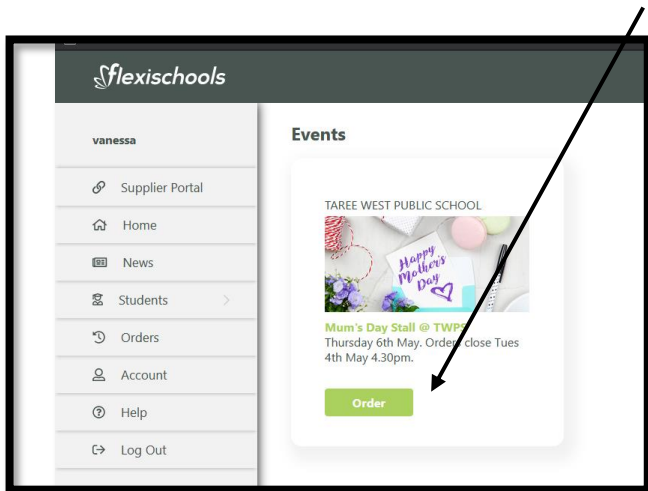 flexischools
vanessa
Supplier Portal
Home
News
Students
Orders
Account
Help
Log Out
Events
TAREE WEST PUBLIC SCHOOL
Happy
Mother's
Day
Mum's Day Stall @ TWPS
Thursday 6th May. Orders close Tues
4th May 4.30pm.
Order